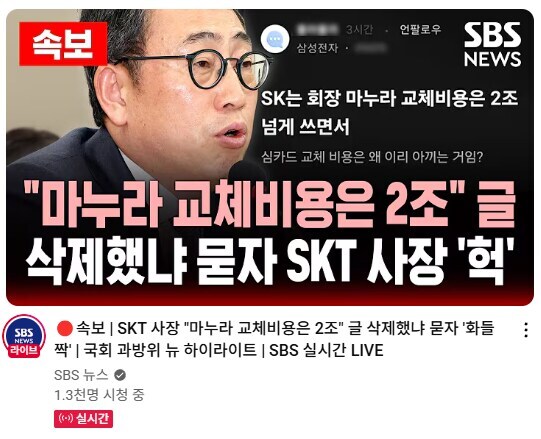 속보
3시간 · 언팔로우
삼성전자 ·
SBS
NEWS
SK는 회장 마누라 교체비용은 2조
넘게 쓰면서
심카드 교체 비용은 왜 이리 아끼는 거임?
"마누라 교체비용은 2조" 글
삭제했냐 묻자 SKT 사장 '헉'
SBS
NEWS
라이브
🔴속보 | SKT 사장 "마누라 교체비용은 2조" 글 삭제했냐 묻자 '화들
짝' | 국회 과방위 뉴 하이라이트 | SBS 실시간 LIVE
SBS 뉴스
1.3천명 시청 중
실시간